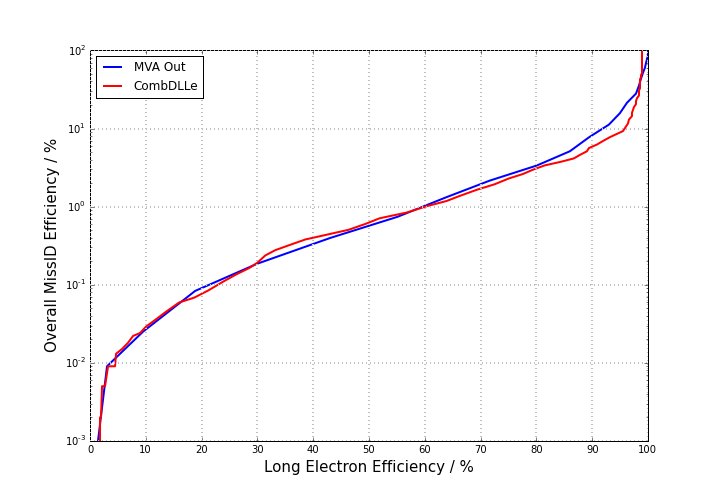 10²
MVA Out
CombDLLe
10¹
10⁰
10⁻¹
10⁻²
10⁻³
Overall MissID Efficiency / %
0 10 20 30 40 50 60 70 80 90 100
Long Electron Efficiency / %